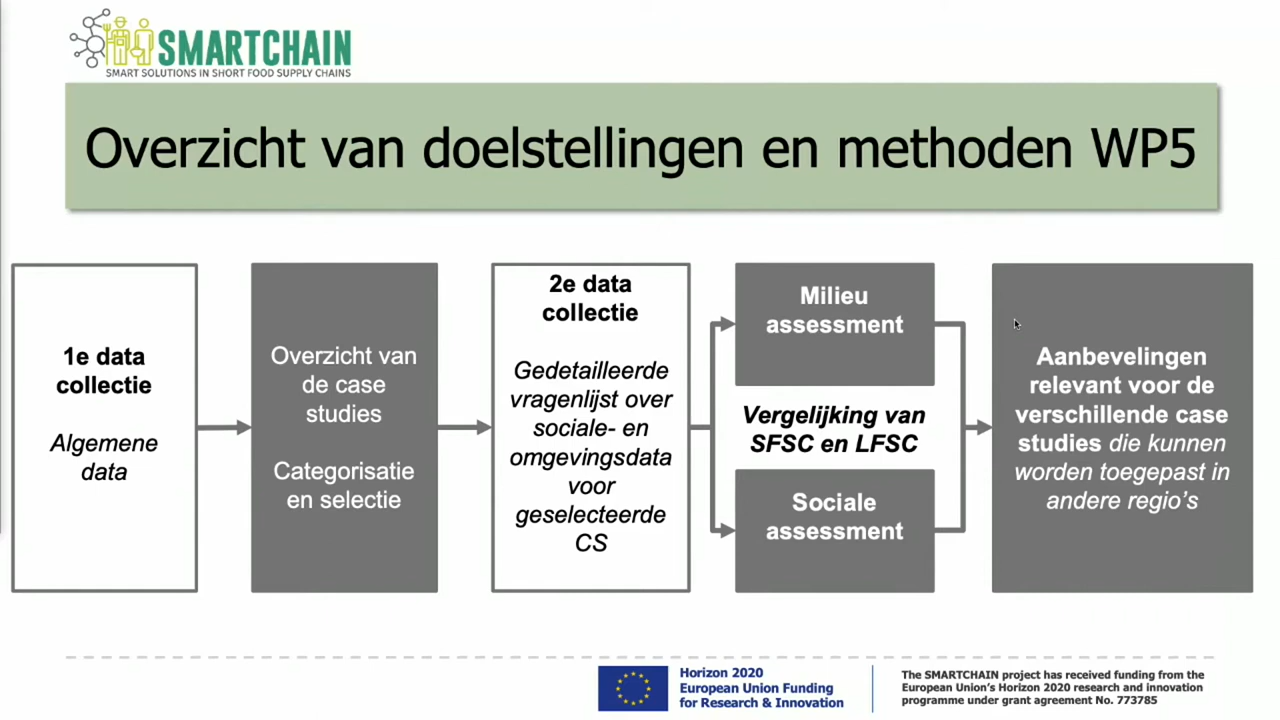 SMARTCHAIN
SMART SOLUTIONS IN SHORT FOOD SUPPLY CHAINS
Overzicht van doelstellingen en methoden WP5
1e data
collectie
Algemene
data
Overzicht van
de case
studies
Categorisatie
en selectie
2e data
collectie
Gedetailleerde
vragenlijst over
sociale- en
omgevingsdata
voor
geselecteerde
CS
Milieu
assessment
Vergelijking van
SFSC en LFSC
Sociale
assessment
Aanbevelingen
relevant voor de
verschillende case
studies die kunnen
worden toegepast in
andere regio's
Horizon 2020
European Union Funding
for Research & Innovation
The SMARTCHAIN project has received funding from the
European Union's Horizon 2020 research and innovation
programme under grant agreement No. 773785